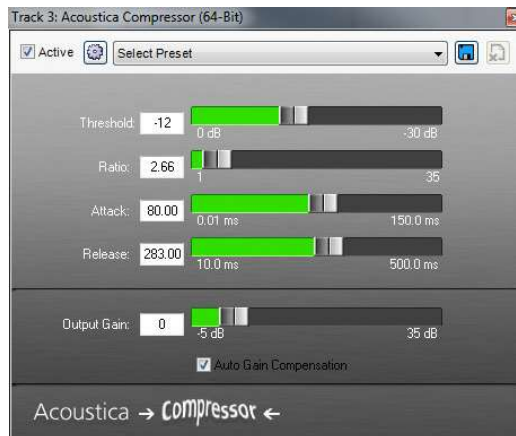 Track 3: Acoustica Compressor (64-Bit)
Active Select Preset
Threshold: -12
0 dB -30 dB
Ratio: 2.66
1 35
Attack: 80.00
0.01 ms 150.0 ms
Release: 283.00
10.0 ms 500.0 ms
Output Gain: 0
-5 dB 35 dB
Auto Gain Compensation
Acoustica → compressor ←